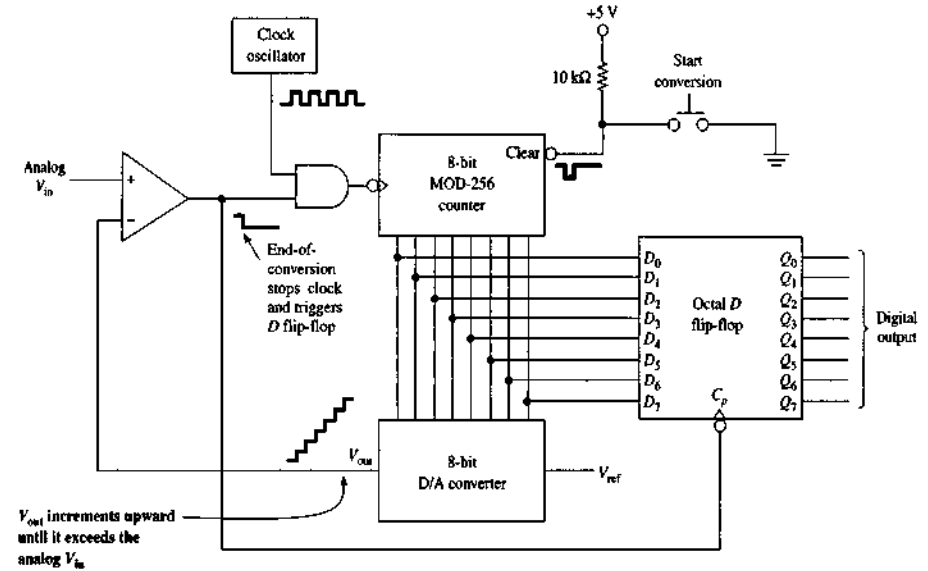 Clock
oscillator
+5 V
10 kΩ
Start
conversion
Analog
V_in
+
−
8-bit
MOD-256
counter
Clear
End-of-
conversion
stops clock
and triggers
D flip-flop
D_0
D_1
D_2
D_3
D_4
D_5
D_6
D_7
Octal D
flip-flop
C_p
Q_0
Q_1
Q_2
Q_3
Q_4
Q_5
Q_6
Q_7
Digital
output
V_out
8-bit
D/A converter
V_ref
V_out increments upward
until it exceeds the
analog V_in